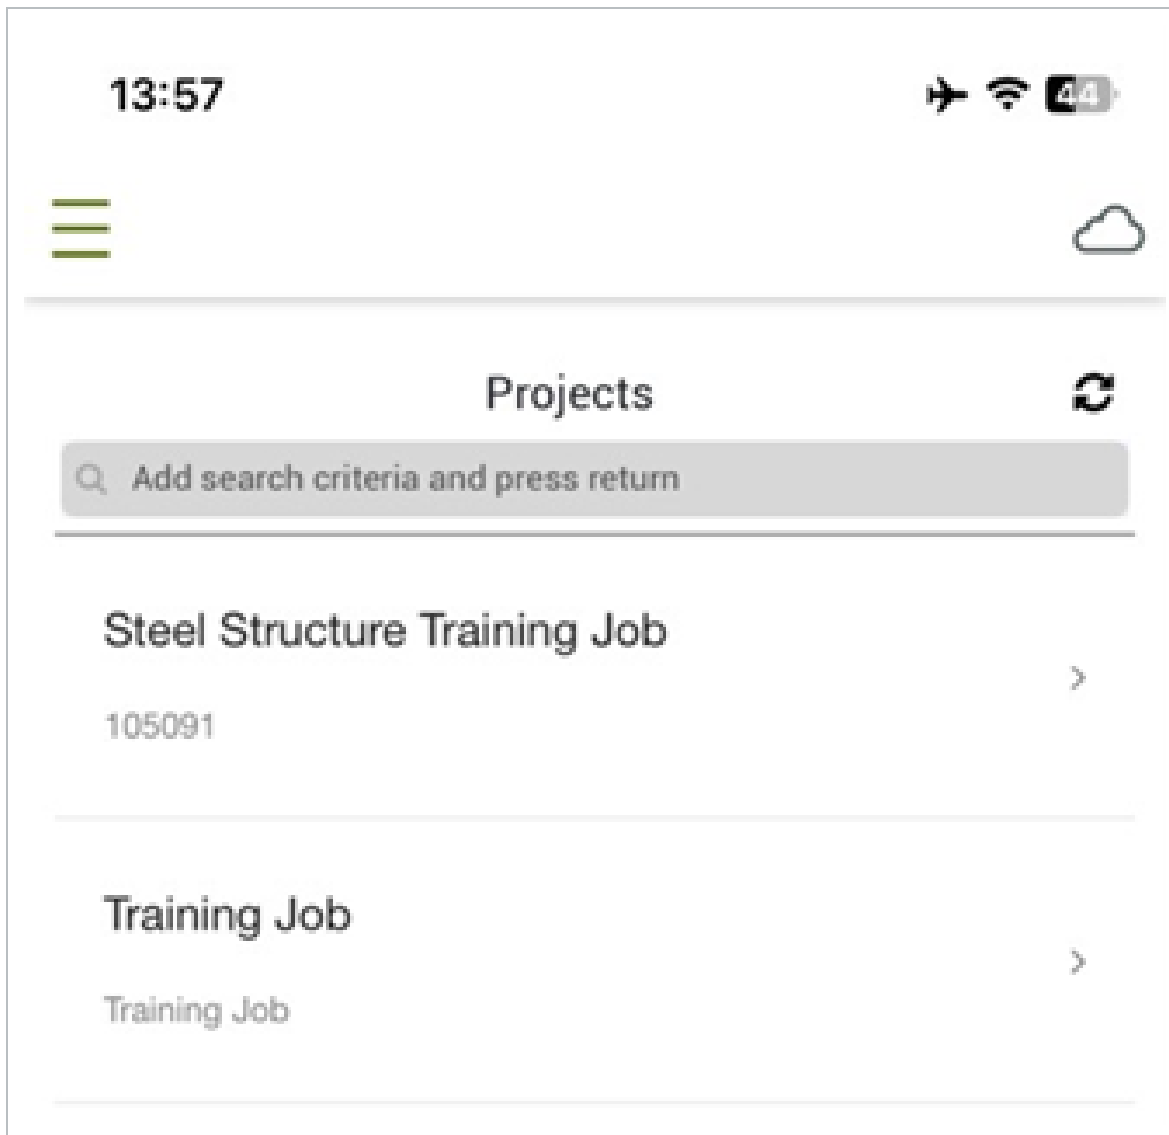 13:57
44
Projects
Add search criteria and press return
Steel Structure Training Job
105091
Training Job
Training Job